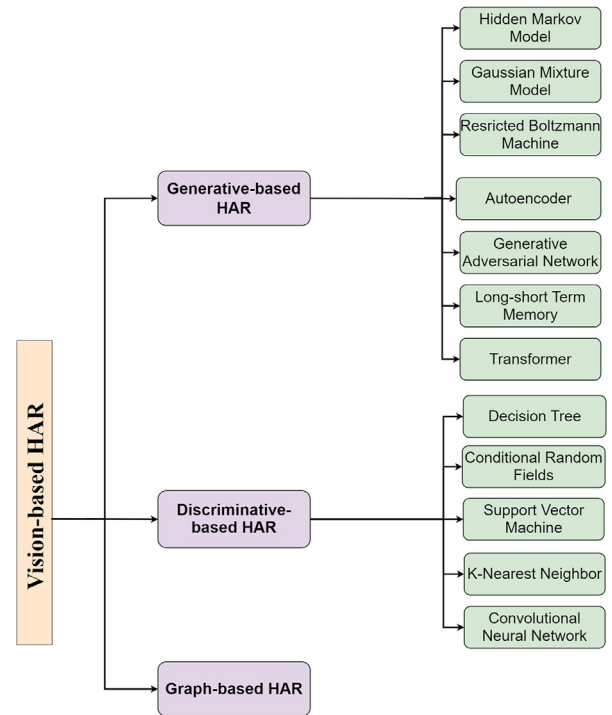 Vision-based HAR
Generative-based
HAR
Hidden Markov
Model
Gaussian Mixture
Model
Resricted Boltzmann
Machine
Autoencoder
Generative
Adversarial Network
Long-short Term
Memory
Transformer
Discriminative-
based HAR
Decision Tree
Conditional Random
Fields
Support Vector
Machine
K-Nearest Neighbor
Convolutional
Neural Network
Graph-based HAR